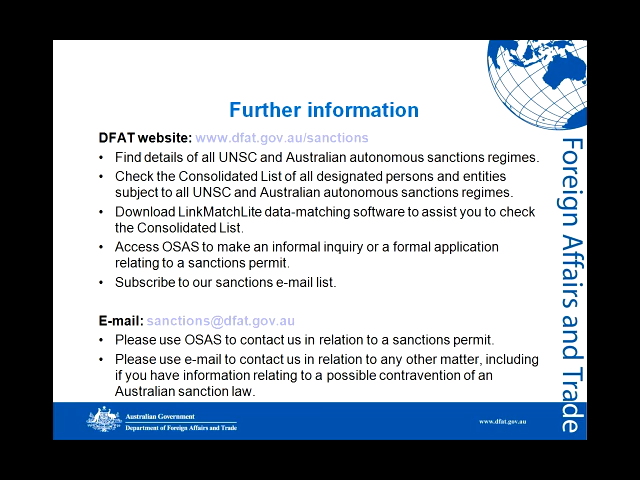 Further information
DFAT website: www.dfat.gov.au/sanctions
• Find details of all UNSC and Australian autonomous sanctions regimes.
• Check the Consolidated List of all designated persons and entities
subject to all UNSC and Australian autonomous sanctions regimes.
• Download LinkMatchLite data-matching software to assist you to check
the Consolidated List.
• Access OSAS to make an informal inquiry or a formal application
relating to a sanctions permit.
• Subscribe to our sanctions e-mail list.
E-mail: sanctions@dfat.gov.au
• Please use OSAS to contact us in relation to a sanctions permit.
• Please use e-mail to contact us in relation to any other matter, including
if you have information relating to a possible contravention of an
Australian sanction law.
Foreign Affairs and Trade
Australian Government
Department of Foreign Affairs and Trade
www.dfat.gov.au